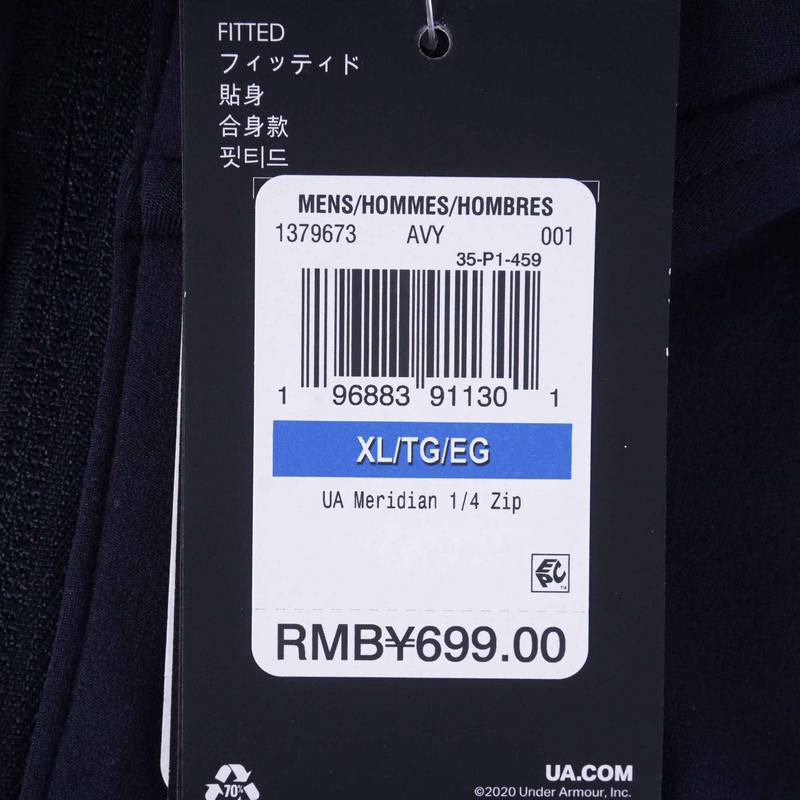 FITTED
フィッティド
貼身
合身款
핏티드
MENS/HOMMES/HOMBRES
1379673 AVY 001
35-P1-459
1 96883 91130 1
XL/TG/EG
UA Meridian 1/4 Zip
EPC™
RMB¥699.00
70%
UA.COM
©2020 Under Armour, Inc.